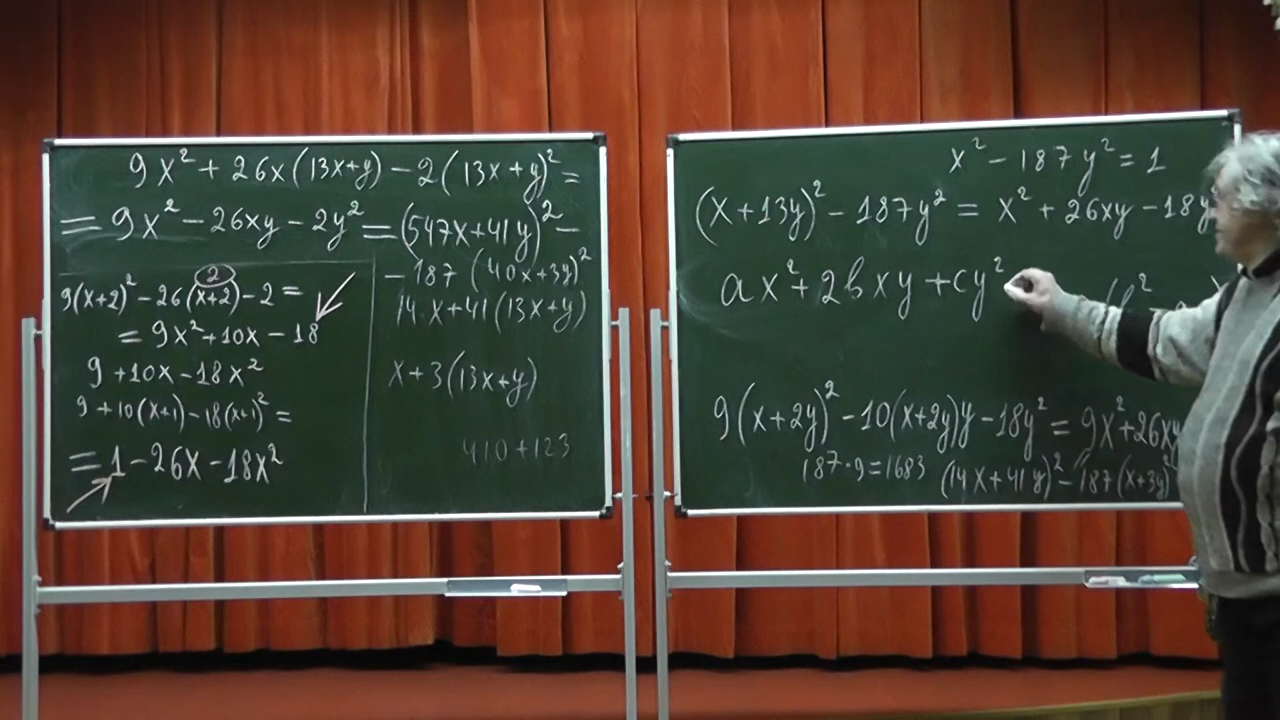 9x² + 26x(13x+y) − 2(13x+y)² =
= 9x² − 26xy − 2y² = (547x+41y)² −
− 187 (40x+3y)²
9(x+2)² − 26(x+2) − 2 =
2
= 9x² + 10x − 18
9 + 10x − 18x²
9 + 10(x+1) − 18(x+1)² =
= 1 − 26x − 18x²
14x + 41(13x+y)
x + 3(13x+y)
410 + 123
x² − 187y² = 1
(x+13y)² − 187y² = x² + 26xy − 18y
ax² + 2bxy + cy²
9(x+2y)² − 10(x+2y)y − 18y² = 9x² + 26xy
187·9 = 1683
(14x+41y)² − 187(x+3y)²